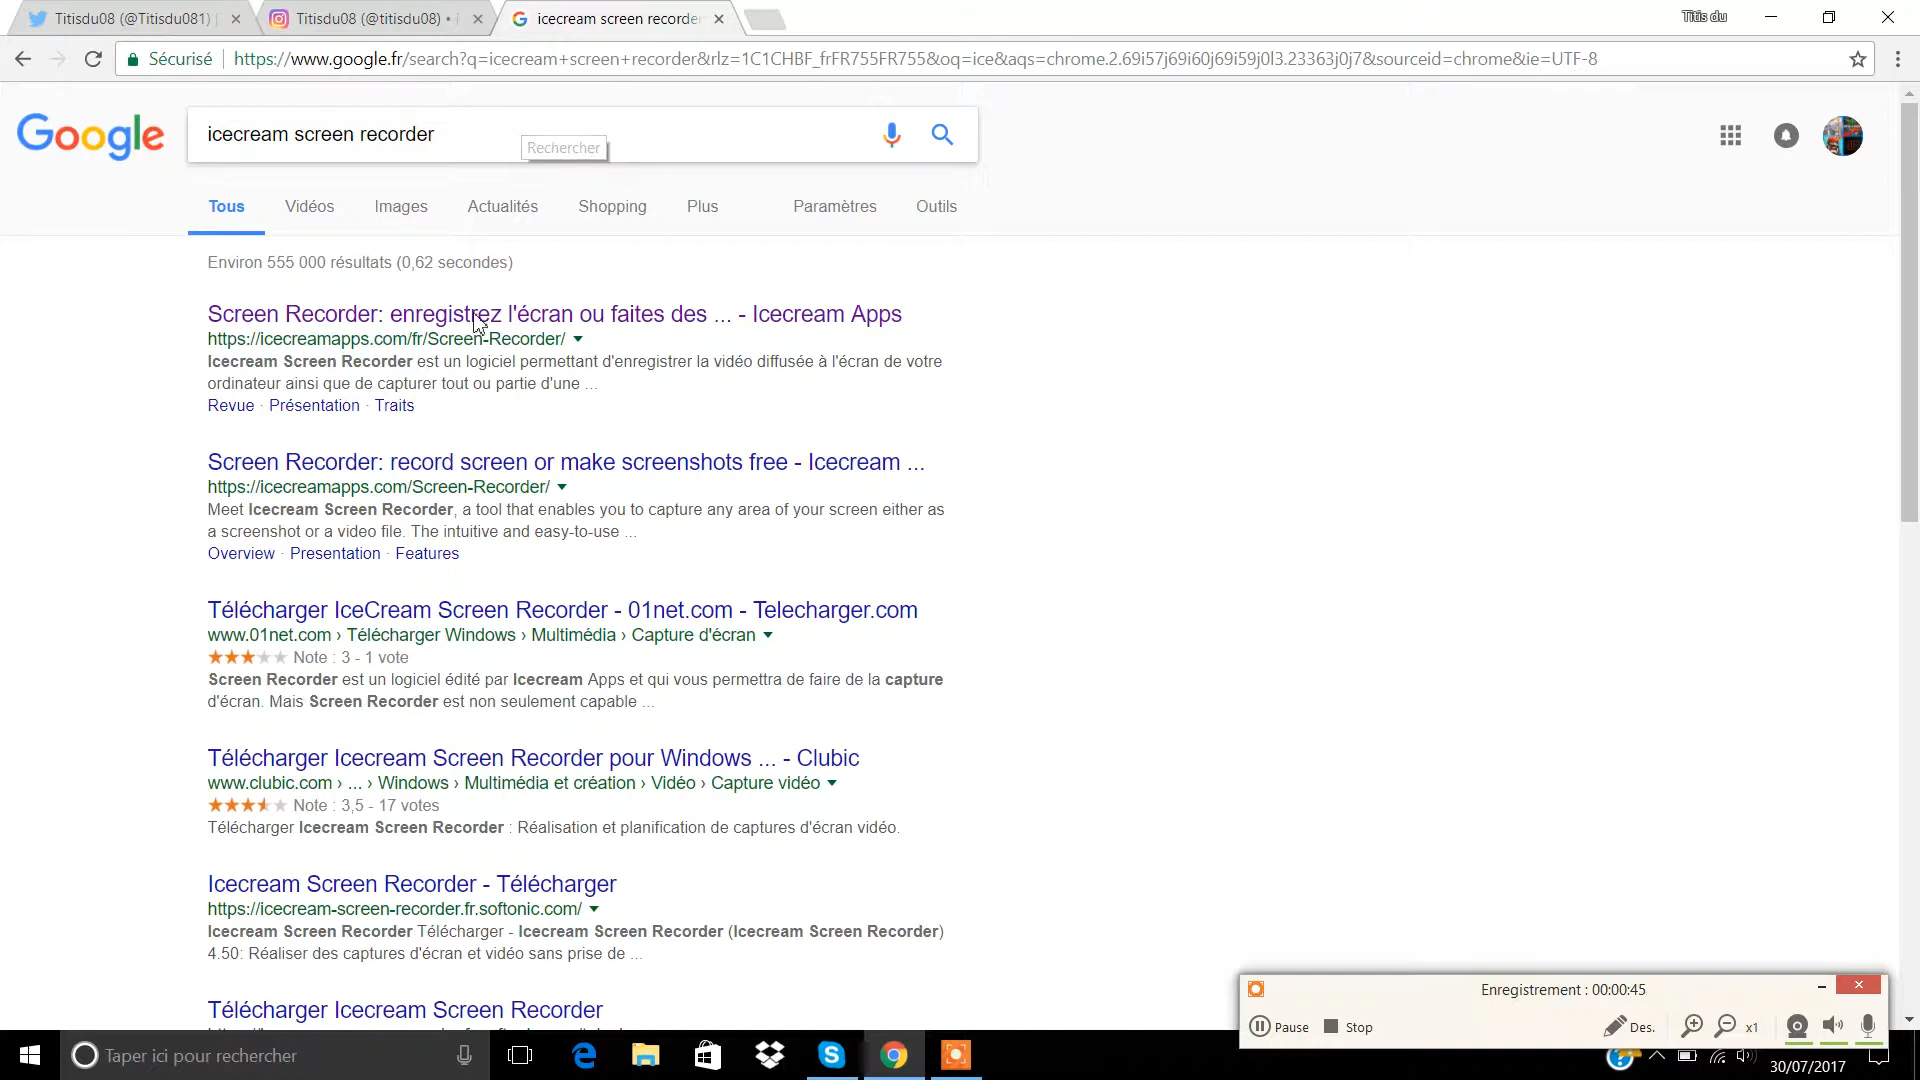 Titisdu08 (@Titisdu081)
Titisdu08 (@titisdu08) •
icecream screen recorder
Titis du
Sécurisé
https://www.google.fr/search?q=icecream+screen+recorder&rlz=1C1CHBF_frFR755FR755&oq=ice&aqs=chrome.2.69i57j69i60j69i59j0l3.23363j0j7&sourceid=chrome&ie=UTF-8
Google
icecream screen recorder
Rechercher
Tous
Vidéos
Images
Actualités
Shopping
Plus
Paramètres
Outils
Environ 555 000 résultats (0,62 secondes)
Screen Recorder: enregistrez l'écran ou faites des ... - Icecream Apps
https://icecreamapps.com/fr/Screen-Recorder/
Icecream Screen Recorder est un logiciel permettant d'enregistrer la vidéo diffusée à l'écran de votre
ordinateur ainsi que de capturer tout ou partie d'une ...
Revue · Présentation · Traits
Screen Recorder: record screen or make screenshots free - Icecream ...
https://icecreamapps.com/Screen-Recorder/
Meet Icecream Screen Recorder, a tool that enables you to capture any area of your screen either as
a screenshot or a video file. The intuitive and easy-to-use ...
Overview · Presentation · Features
Télécharger IceCream Screen Recorder - 01net.com - Telecharger.com
www.01net.com › Télécharger Windows › Multimédia › Capture d'écran
Note : 3 - 1 vote
Screen Recorder est un logiciel édité par Icecream Apps et qui vous permettra de faire de la capture
d'écran. Mais Screen Recorder est non seulement capable ...
Télécharger Icecream Screen Recorder pour Windows ... - Clubic
www.clubic.com › ... › Windows › Multimédia et création › Vidéo › Capture vidéo
Note : 3,5 - 17 votes
Télécharger Icecream Screen Recorder : Réalisation et planification de captures d'écran vidéo.
Icecream Screen Recorder - Télécharger
https://icecream-screen-recorder.fr.softonic.com/
Icecream Screen Recorder Télécharger - Icecream Screen Recorder (Icecream Screen Recorder)
4.50: Réaliser des captures d'écran et vidéo sans prise de ...
Télécharger Icecream Screen Recorder
Enregistrement : 00:00:45
Pause
Stop
Des.
x1
Taper ici pour rechercher
30/07/2017